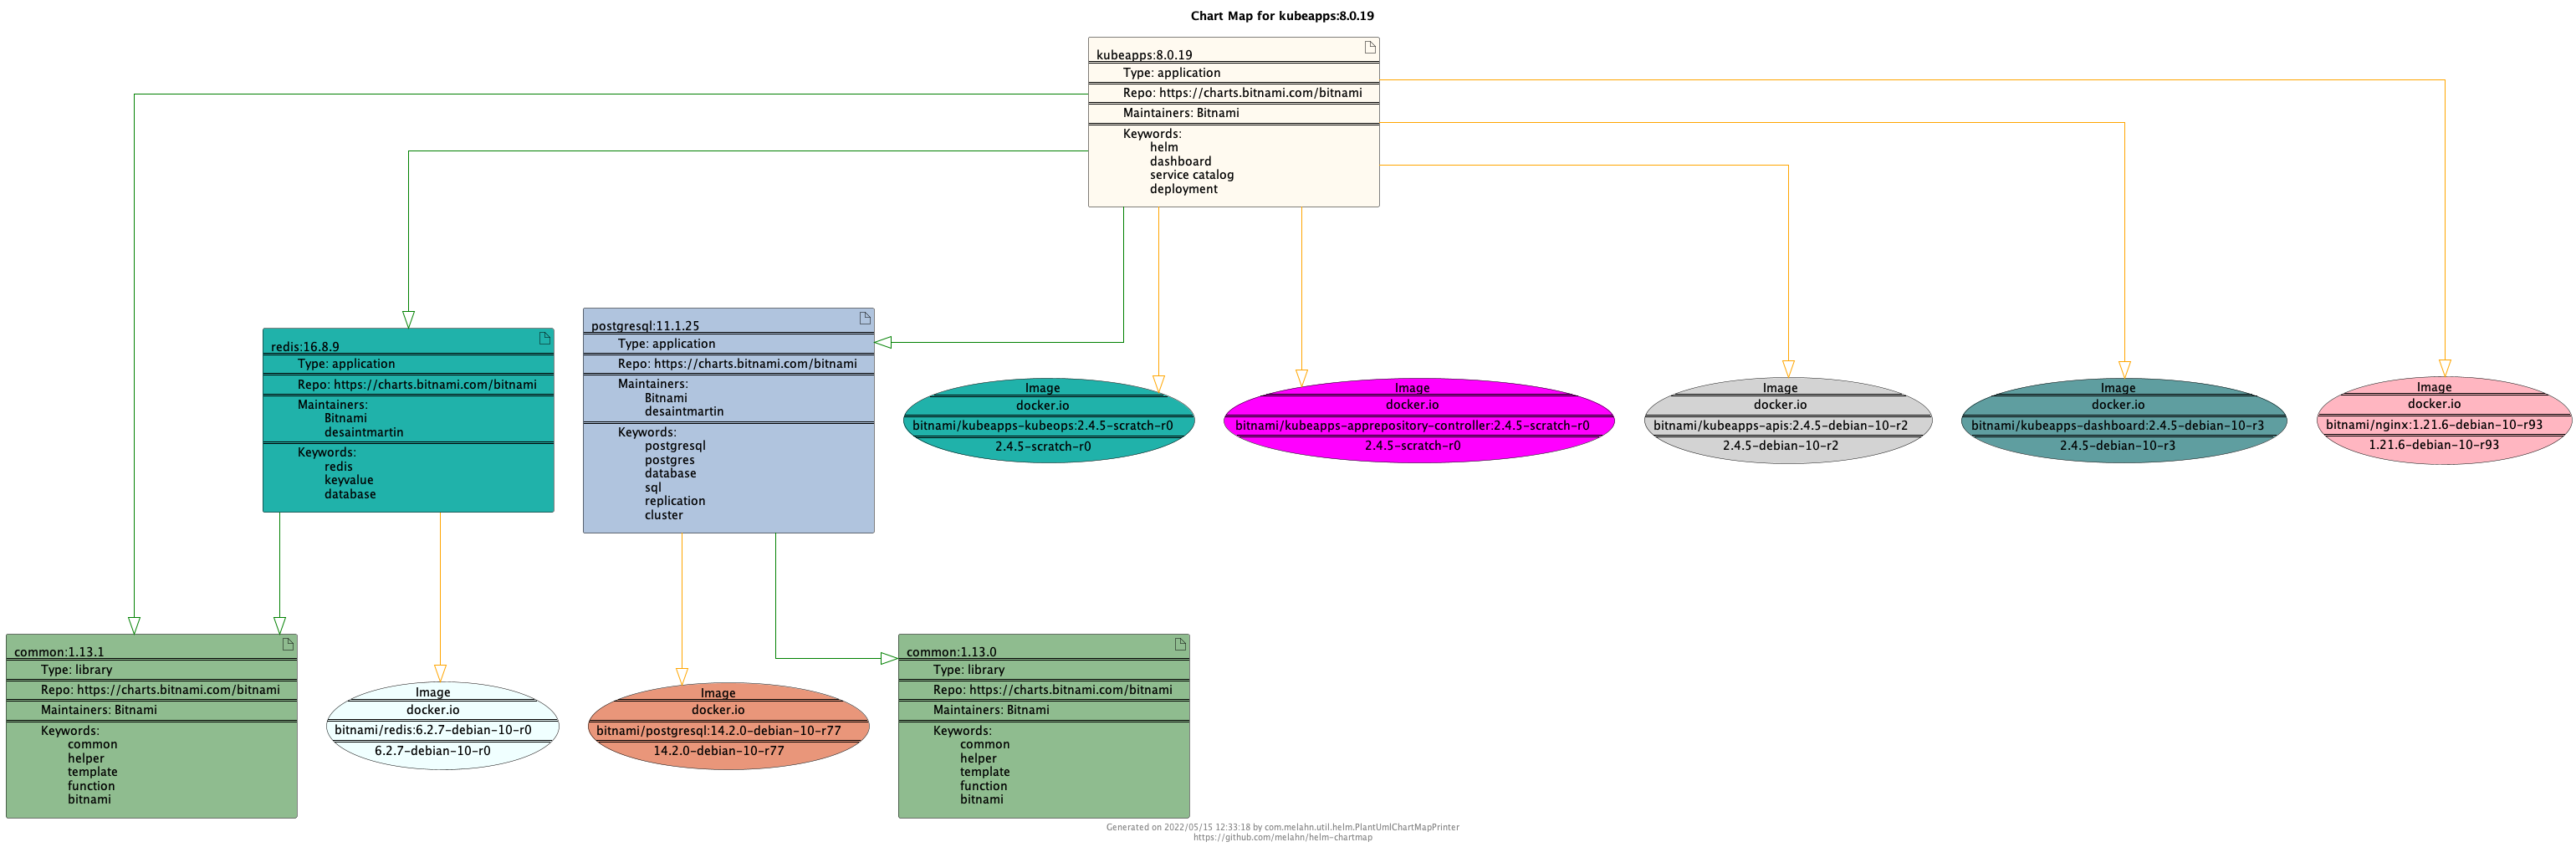 Chart Map for kubeapps:8.0.19
kubeapps:8.0.19
Type: application
Repo: https://charts.bitnami.com/bitnami
Maintainers: Bitnami
Keywords:
helm
dashboard
service catalog
deployment
redis:16.8.9
Type: application
Repo: https://charts.bitnami.com/bitnami
Maintainers:
Bitnami
desaintmartin
Keywords:
redis
keyvalue
database
postgresql:11.1.25
Type: application
Repo: https://charts.bitnami.com/bitnami
Maintainers:
Bitnami
desaintmartin
Keywords:
postgresql
postgres
database
sql
replication
cluster
Image
docker.io
bitnami/kubeapps-kubeops:2.4.5-scratch-r0
2.4.5-scratch-r0
Image
docker.io
bitnami/kubeapps-apprepository-controller:2.4.5-scratch-r0
2.4.5-scratch-r0
Image
docker.io
bitnami/kubeapps-apis:2.4.5-debian-10-r2
2.4.5-debian-10-r2
Image
docker.io
bitnami/kubeapps-dashboard:2.4.5-debian-10-r3
2.4.5-debian-10-r3
Image
docker.io
bitnami/nginx:1.21.6-debian-10-r93
1.21.6-debian-10-r93
common:1.13.1
Type: library
Repo: https://charts.bitnami.com/bitnami
Maintainers: Bitnami
Keywords:
common
helper
template
function
bitnami
Image
docker.io
bitnami/redis:6.2.7-debian-10-r0
6.2.7-debian-10-r0
Image
docker.io
bitnami/postgresql:14.2.0-debian-10-r77
14.2.0-debian-10-r77
common:1.13.0
Type: library
Repo: https://charts.bitnami.com/bitnami
Maintainers: Bitnami
Keywords:
common
helper
template
function
bitnami
Generated on 2022/05/15 12:33:18 by com.melahn.util.helm.PlantUmlChartMapPrinter
https://github.com/melahn/helm-chartmap